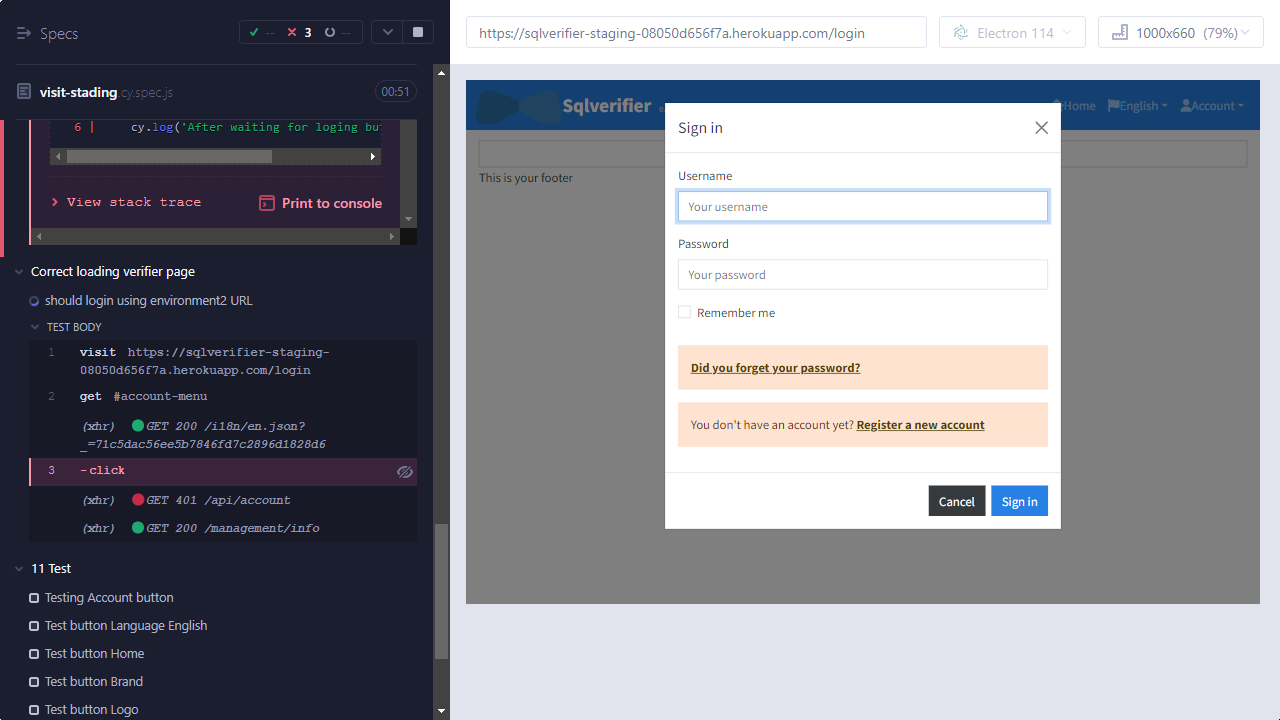 Specs
--
3
--
visit-stading.cy.spec.js
00:51
6 | cy.log('After waiting for loging bu
View stack trace
Print to console
Correct loading verifier page
should login using environment2 URL
TEST BODY
1 visit https://sqlverifier-staging-
08050d656f7a.herokuapp.com/login
2 get #account-menu
(xhr) GET 200 /i18n/en.json?
_=71c5dac56ee5b7846fd7c2896d1828d6
3 -click
(xhr) GET 401 /api/account
(xhr) GET 200 /management/info
11 Test
Testing Account button
Test button Language English
Test button Home
Test button Brand
Test button Logo
https://sqlverifier-staging-08050d656f7a.herokuapp.com/login
Electron 114
1000x660 (79%)
Sqlverifier
Home
English
Account
This is your footer
Sign in
Username
Your username
Password
Your password
Remember me
Did you forget your password?
You don't have an account yet? Register a new account
Cancel
Sign in